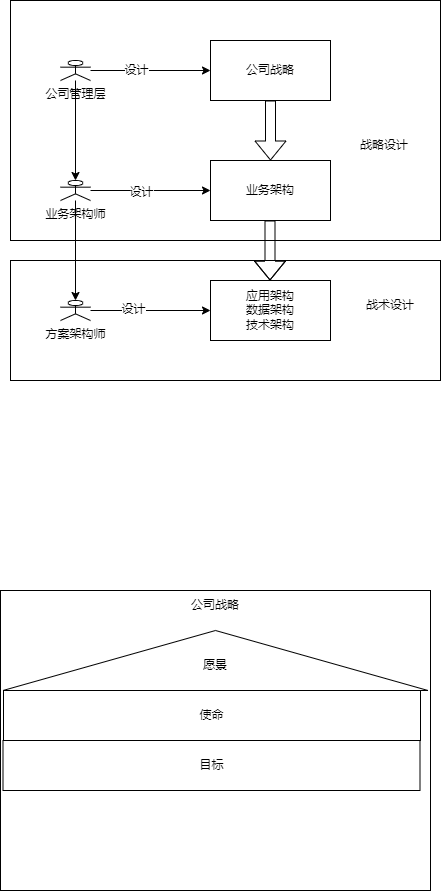 设计
公司战略
公司管理层
战略设计
设计
业务架构
业务架构师
设计
应用架构
数据架构
技术架构
战术设计
方案架构师
公司战略
愿景
使命
目标